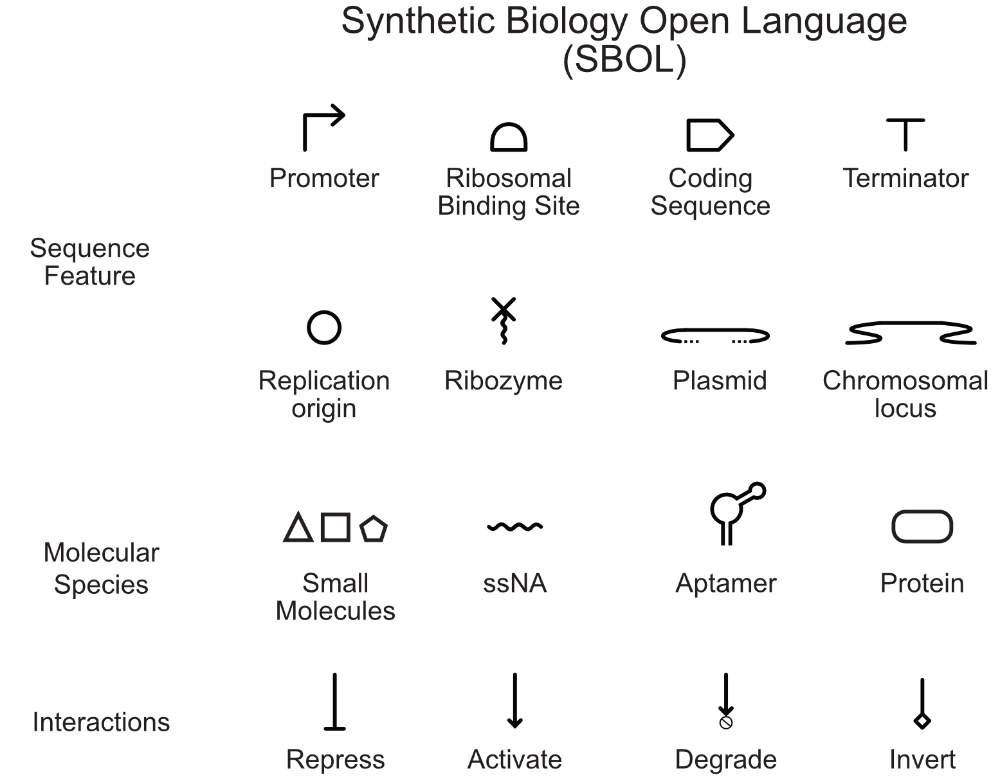 Synthetic Biology Open Language
(SBOL)
Promoter
Ribosomal
Binding Site
Coding
Sequence
Terminator
Sequence
Feature
Replication
origin
Ribozyme
Plasmid
Chromosomal
locus
Molecular
Species
Small
Molecules
ssNA
Aptamer
Protein
Interactions
Repress
Activate
Degrade
Invert